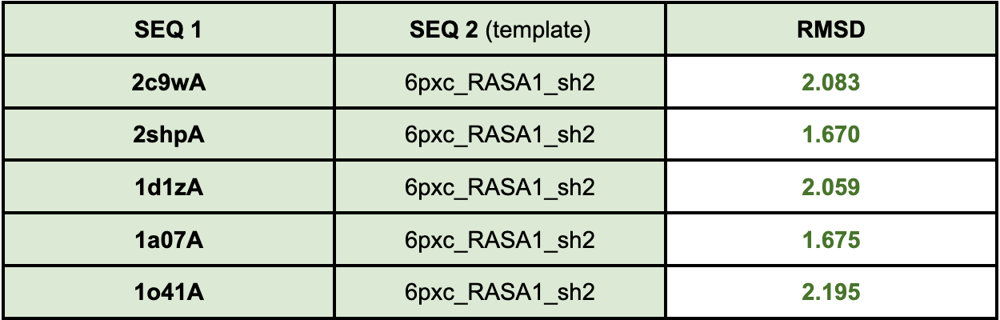 SEQ 1 SEQ 2 (template) RMSD
2c9wA 6pxc_RASA1_sh2 2.083
2shpA 6pxc_RASA1_sh2 1.670
1d1zA 6pxc_RASA1_sh2 2.059
1a07A 6pxc_RASA1_sh2 1.675
1o41A 6pxc_RASA1_sh2 2.195